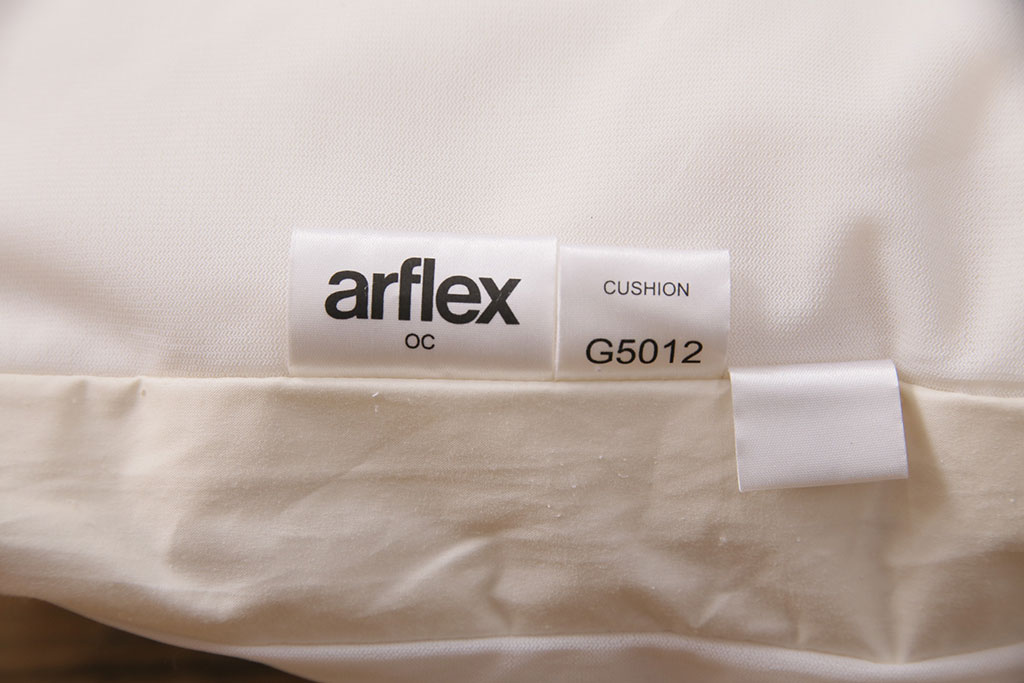 arflex
OC
CUSHION
G5012